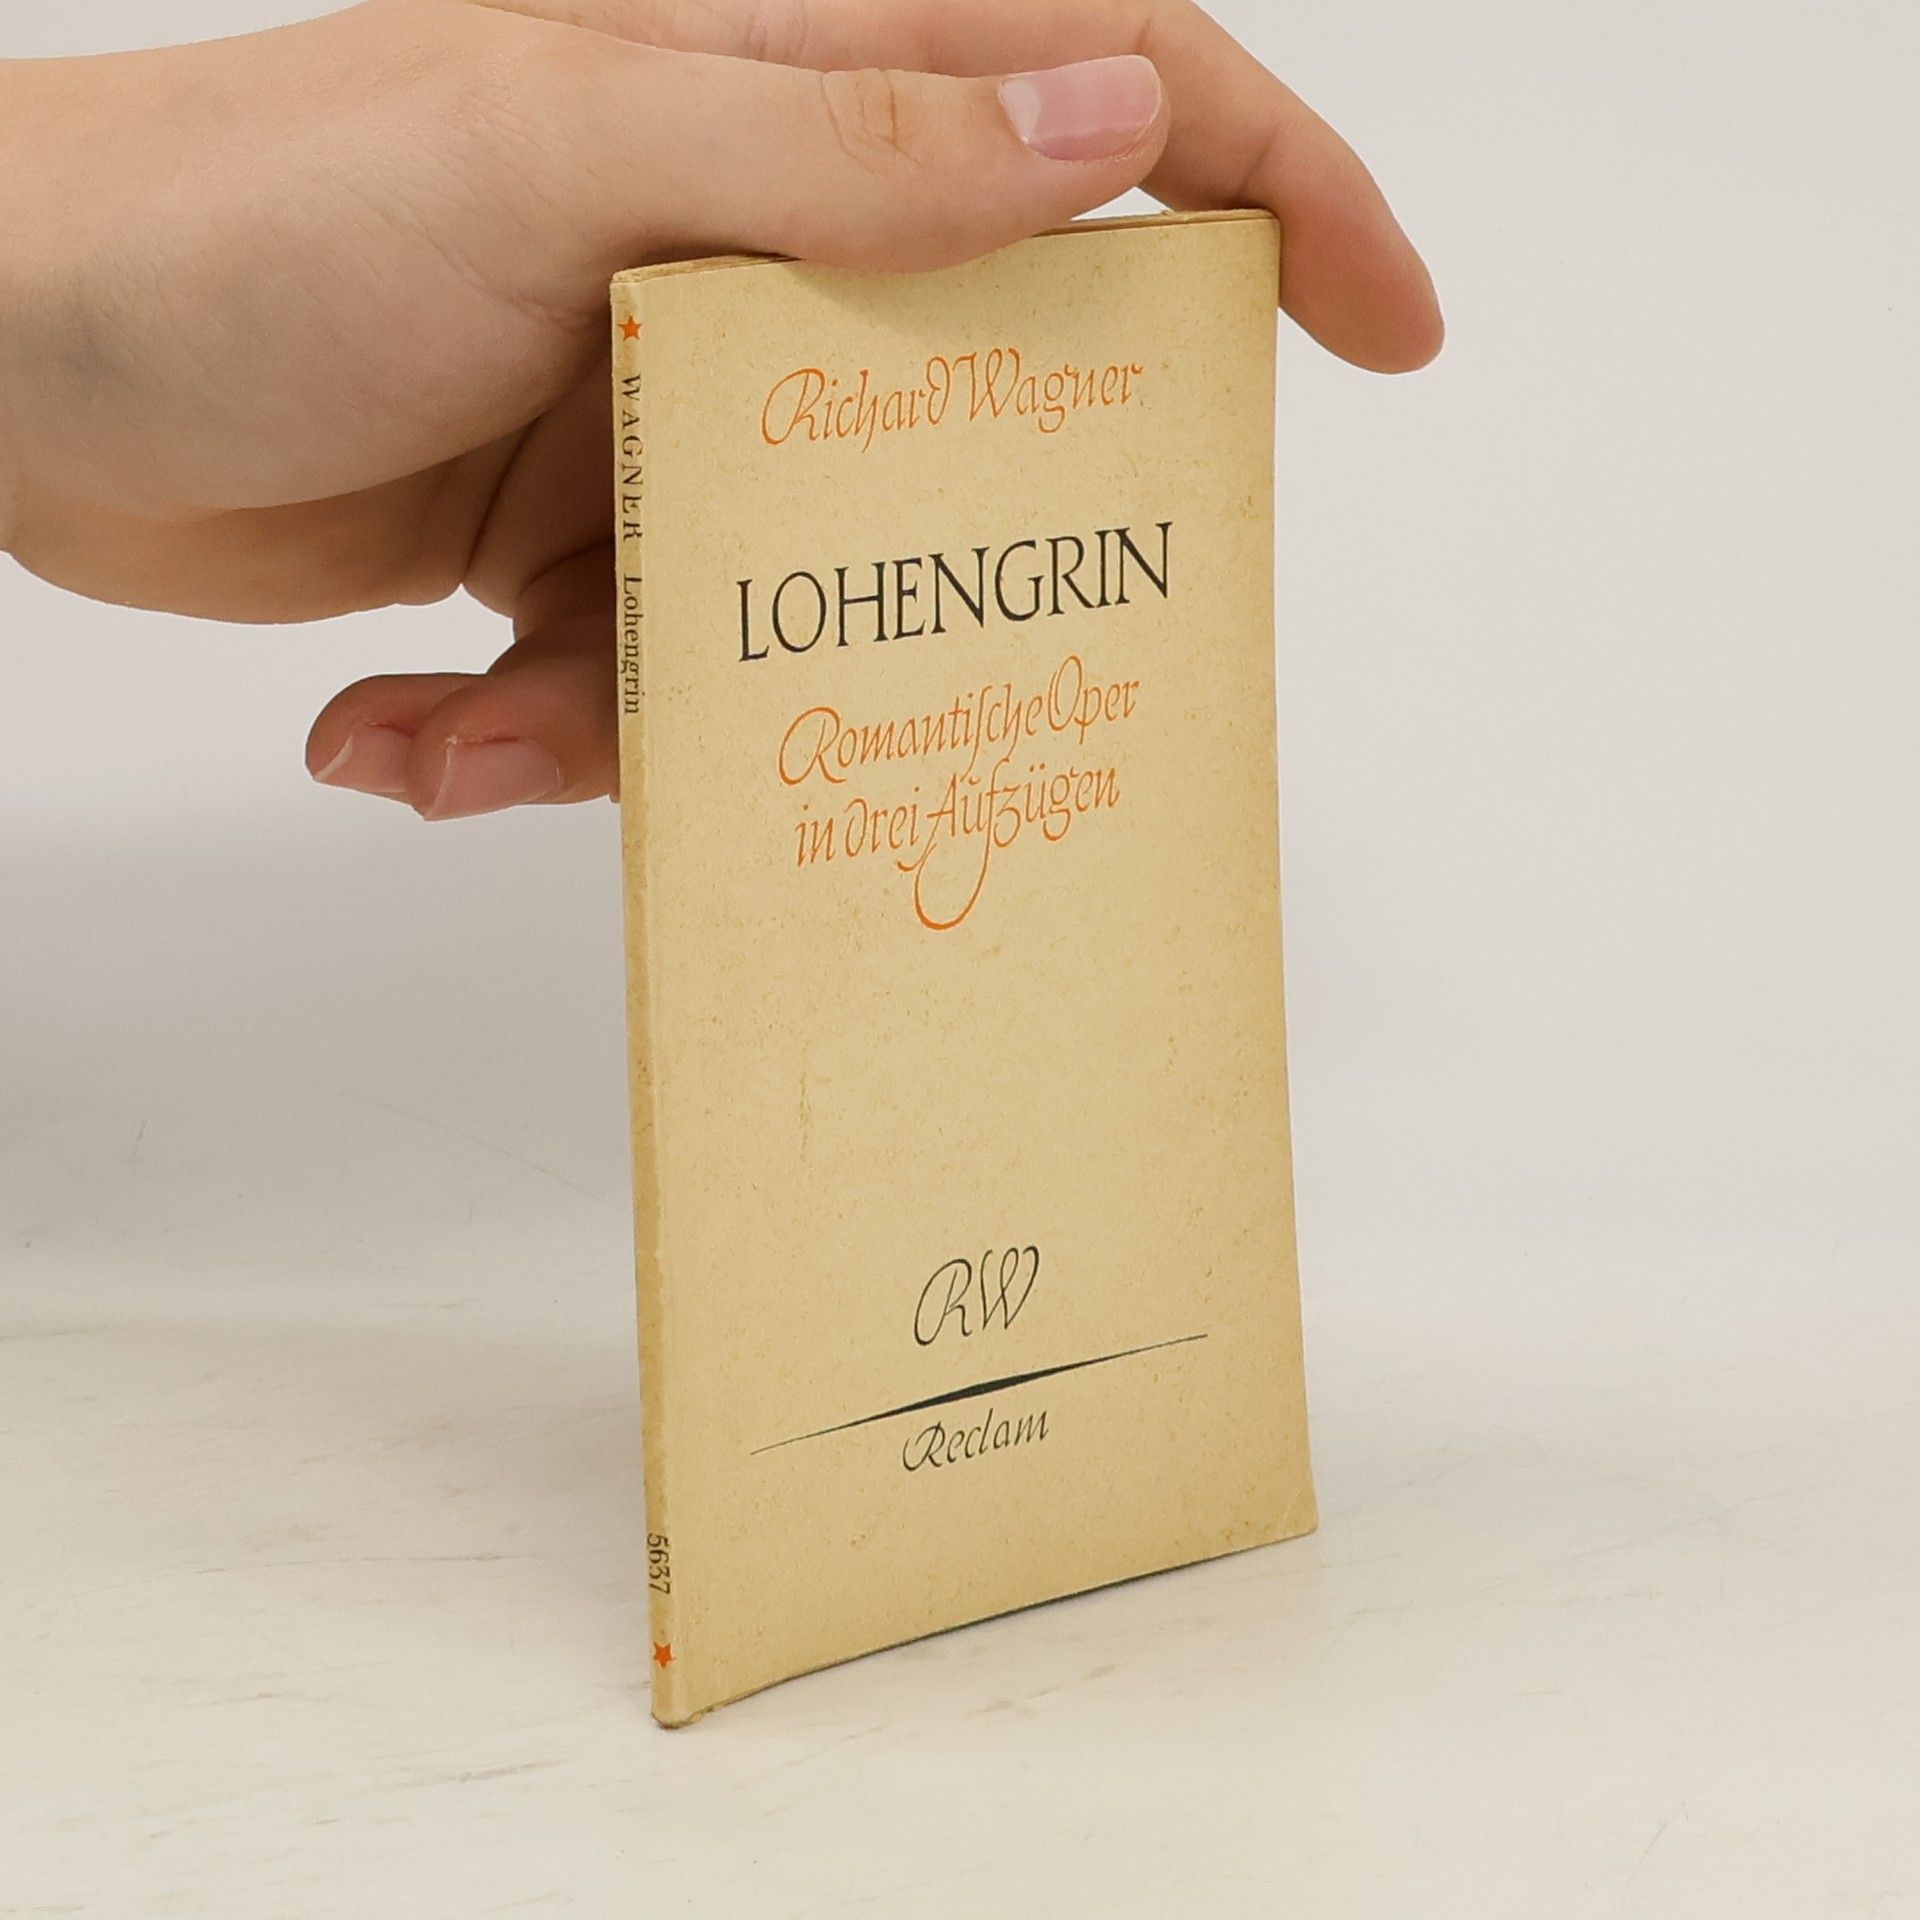 Richard Wagner
LOHENGRIN
Romantiſche Oper
in drei Aufzügen
RW
Reclam
WAGNER Lohengrin
5637